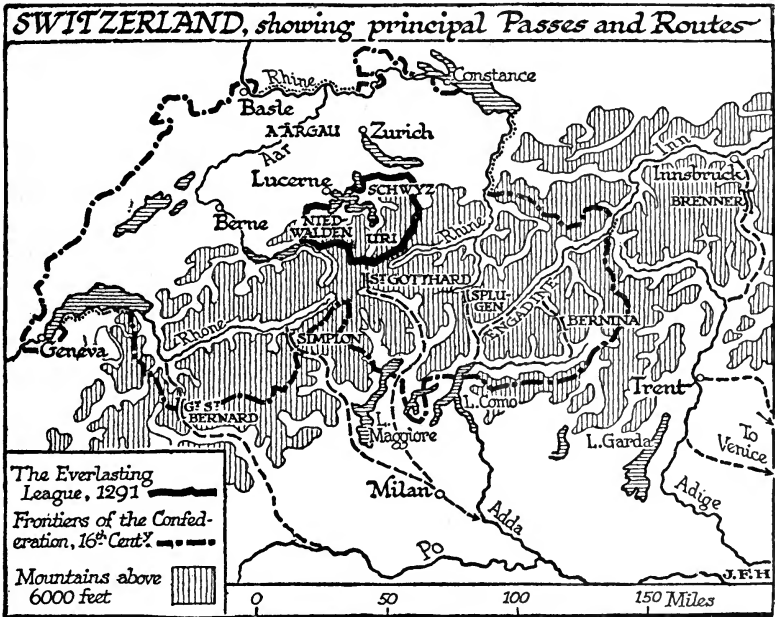 SWITZERLAND, showing principal Passes and Routes
Rhine
Constance
Basle
AARGAU
Zurich
Aar
Inn
Lucerne
SCHWYZ
Innsbruck
BRENNER
Berne
NIED-
WALDEN
URI
Rhine
ST GOTTHARD
SPLU-
GEN
ENGADINE
BERNINA
Rhone
SIMPLON
Geneva
GT ST
BERNARD
L.
Maggiore
L. Como
Trent
To
Venice
L. Garda
Milan
Adda
Adige
Po
The Everlasting
League, 1291
Frontiers of the Confed-
eration, 16th Centy.
Mountains above
6000 feet
J.F.H
0 50 100 150 Miles